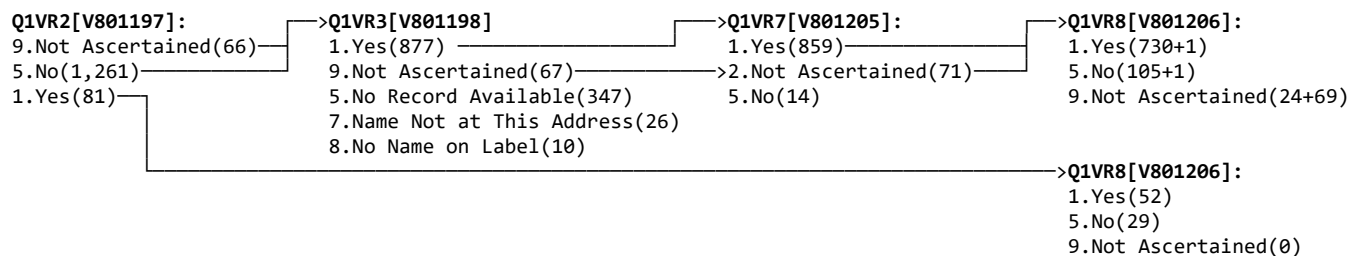 Q1VR2[V801197]: Q1VR3[V801198] Q1VR7[V801205]: Q1VR8[V801206]:
9.Not Ascertained(66) 1.Yes(877) 1.Yes(859) 1.Yes(730+1)
5.No(1,261) 9.Not Ascertained(67) 2.Not Ascertained(71) 5.No(105+1)
1.Yes(81) 5.No Record Available(347) 5.No(14) 9.Not Ascertained(24+69)
7.Name Not at This Address(26)
8.No Name on Label(10)
Q1VR8[V801206]:
1.Yes(52)
5.No(29)
9.Not Ascertained(0)